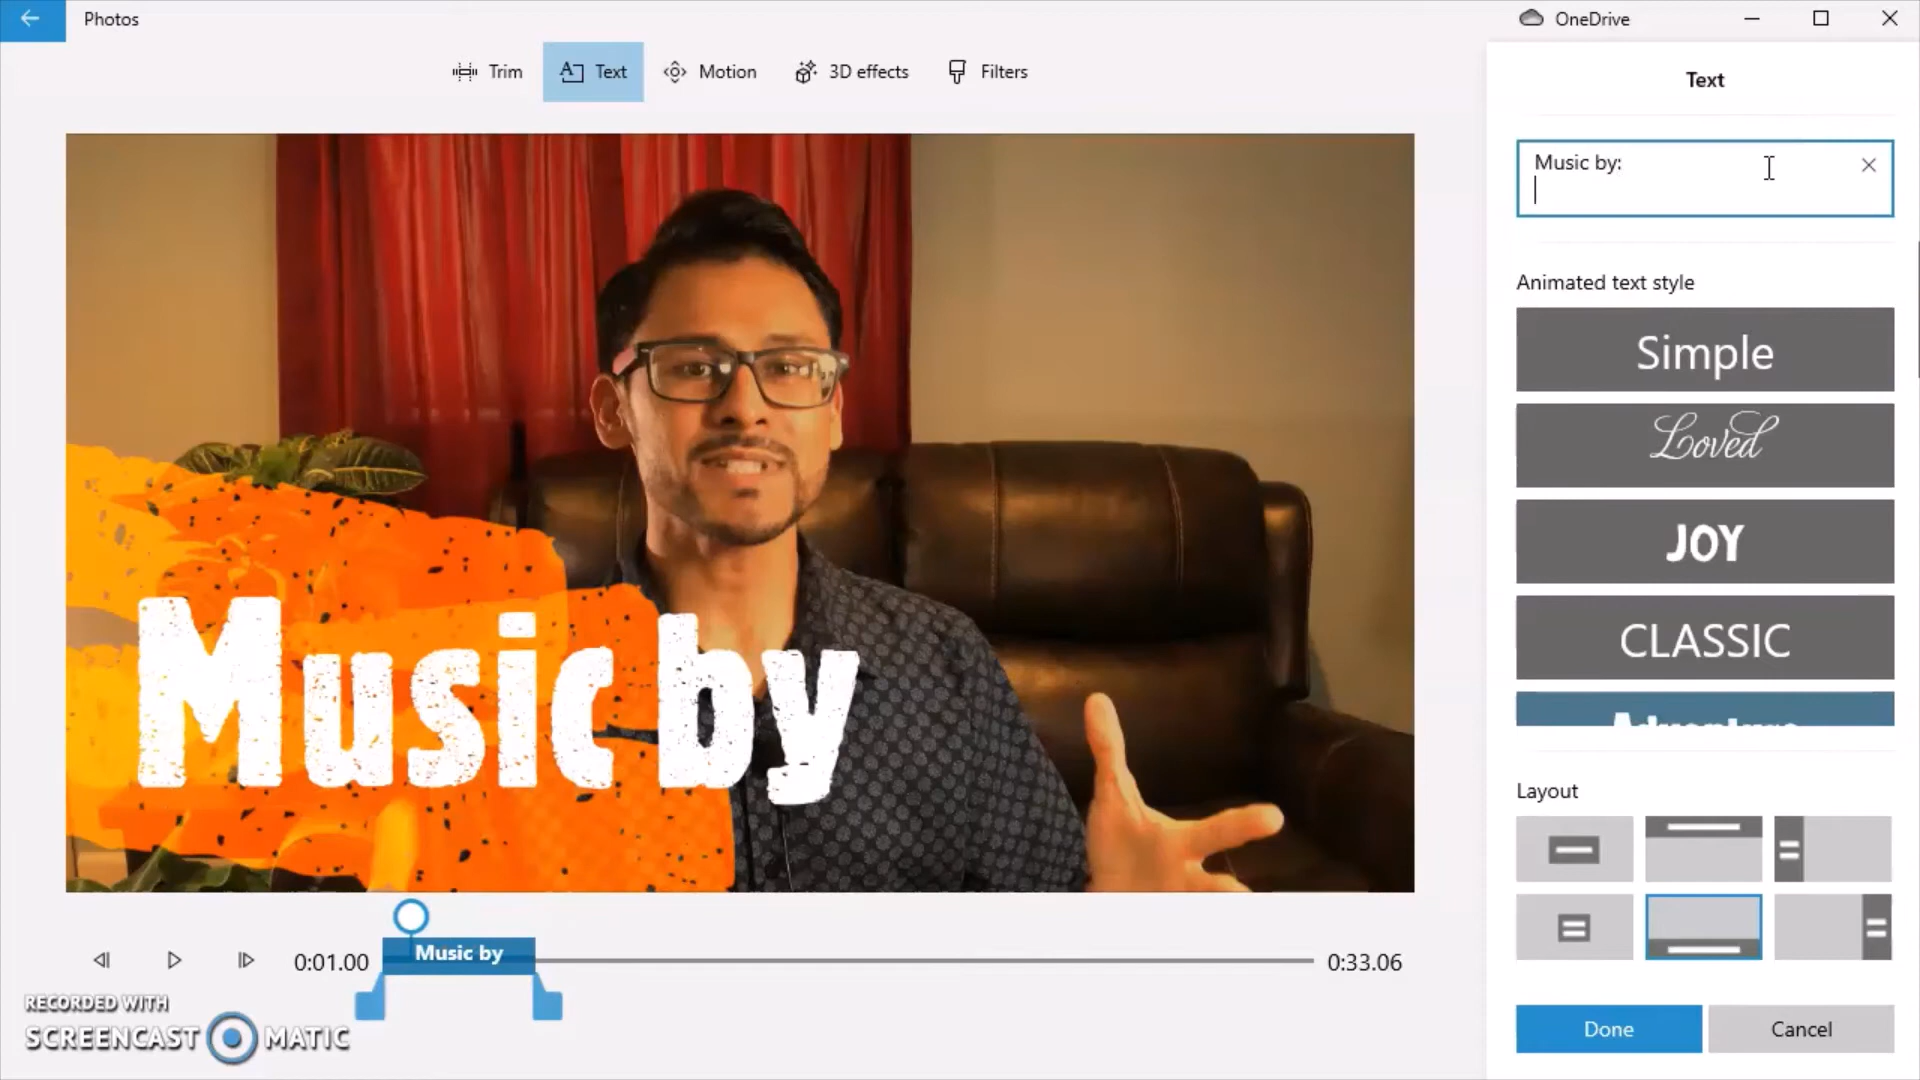 Photos
OneDrive
Trim
Text
Motion
3D effects
Filters
Text
Music by:
Animated text style
Simple
Loved
JOY
CLASSIC
Adventure
Music by
Layout
0:01.00
Music by
0:33.06
RECORDED WITH
SCREENCAST MATIC
Done
Cancel